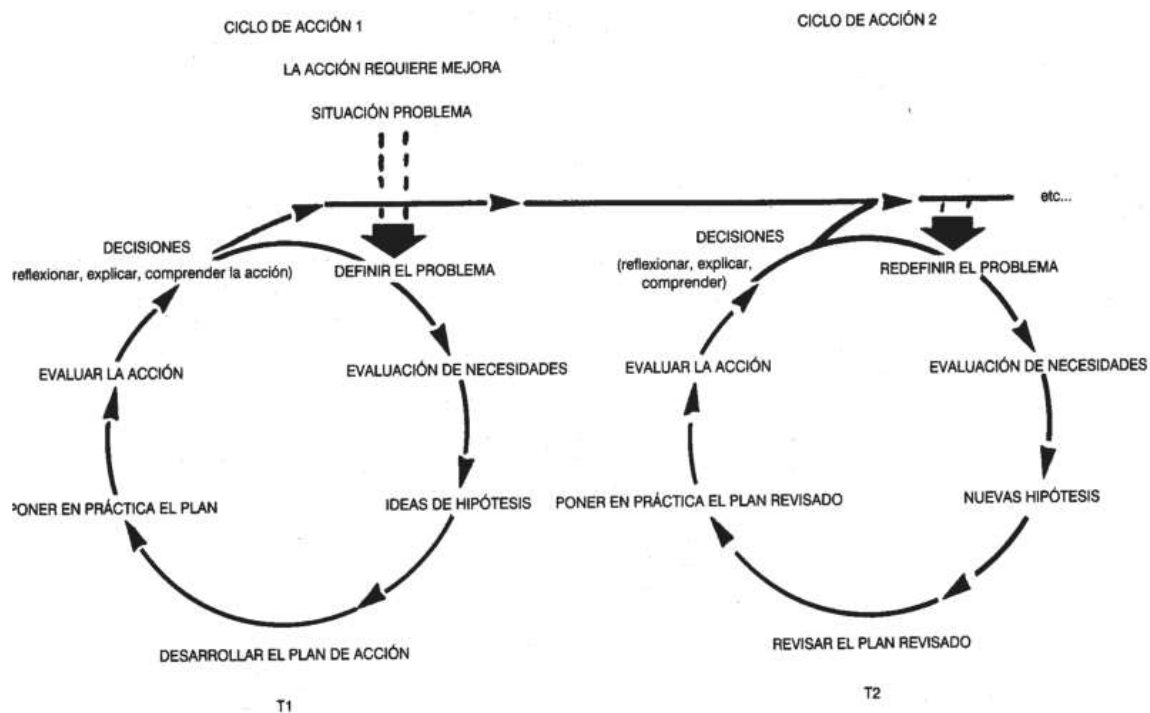 CICLO DE ACCIÓN 1
LA ACCIÓN REQUIERE MEJORA
SITUACIÓN PROBLEMA
DECISIONES
reflexionar, explicar, comprender la acción)
DEFINIR EL PROBLEMA
EVALUAR LA ACCIÓN
EVALUACIÓN DE NECESIDADES
PONER EN PRÁCTICA EL PLAN
IDEAS DE HIPÓTESIS
DESARROLLAR EL PLAN DE ACCIÓN
T1
CICLO DE ACCIÓN 2
etc...
DECISIONES
(reflexionar, explicar,
comprender)
REDEFINIR EL PROBLEMA
EVALUAR LA ACCIÓN
EVALUACIÓN DE NECESIDADES
PONER EN PRÁCTICA EL PLAN REVISADO
NUEVAS HIPÓTESIS
REVISAR EL PLAN REVISADO
T2